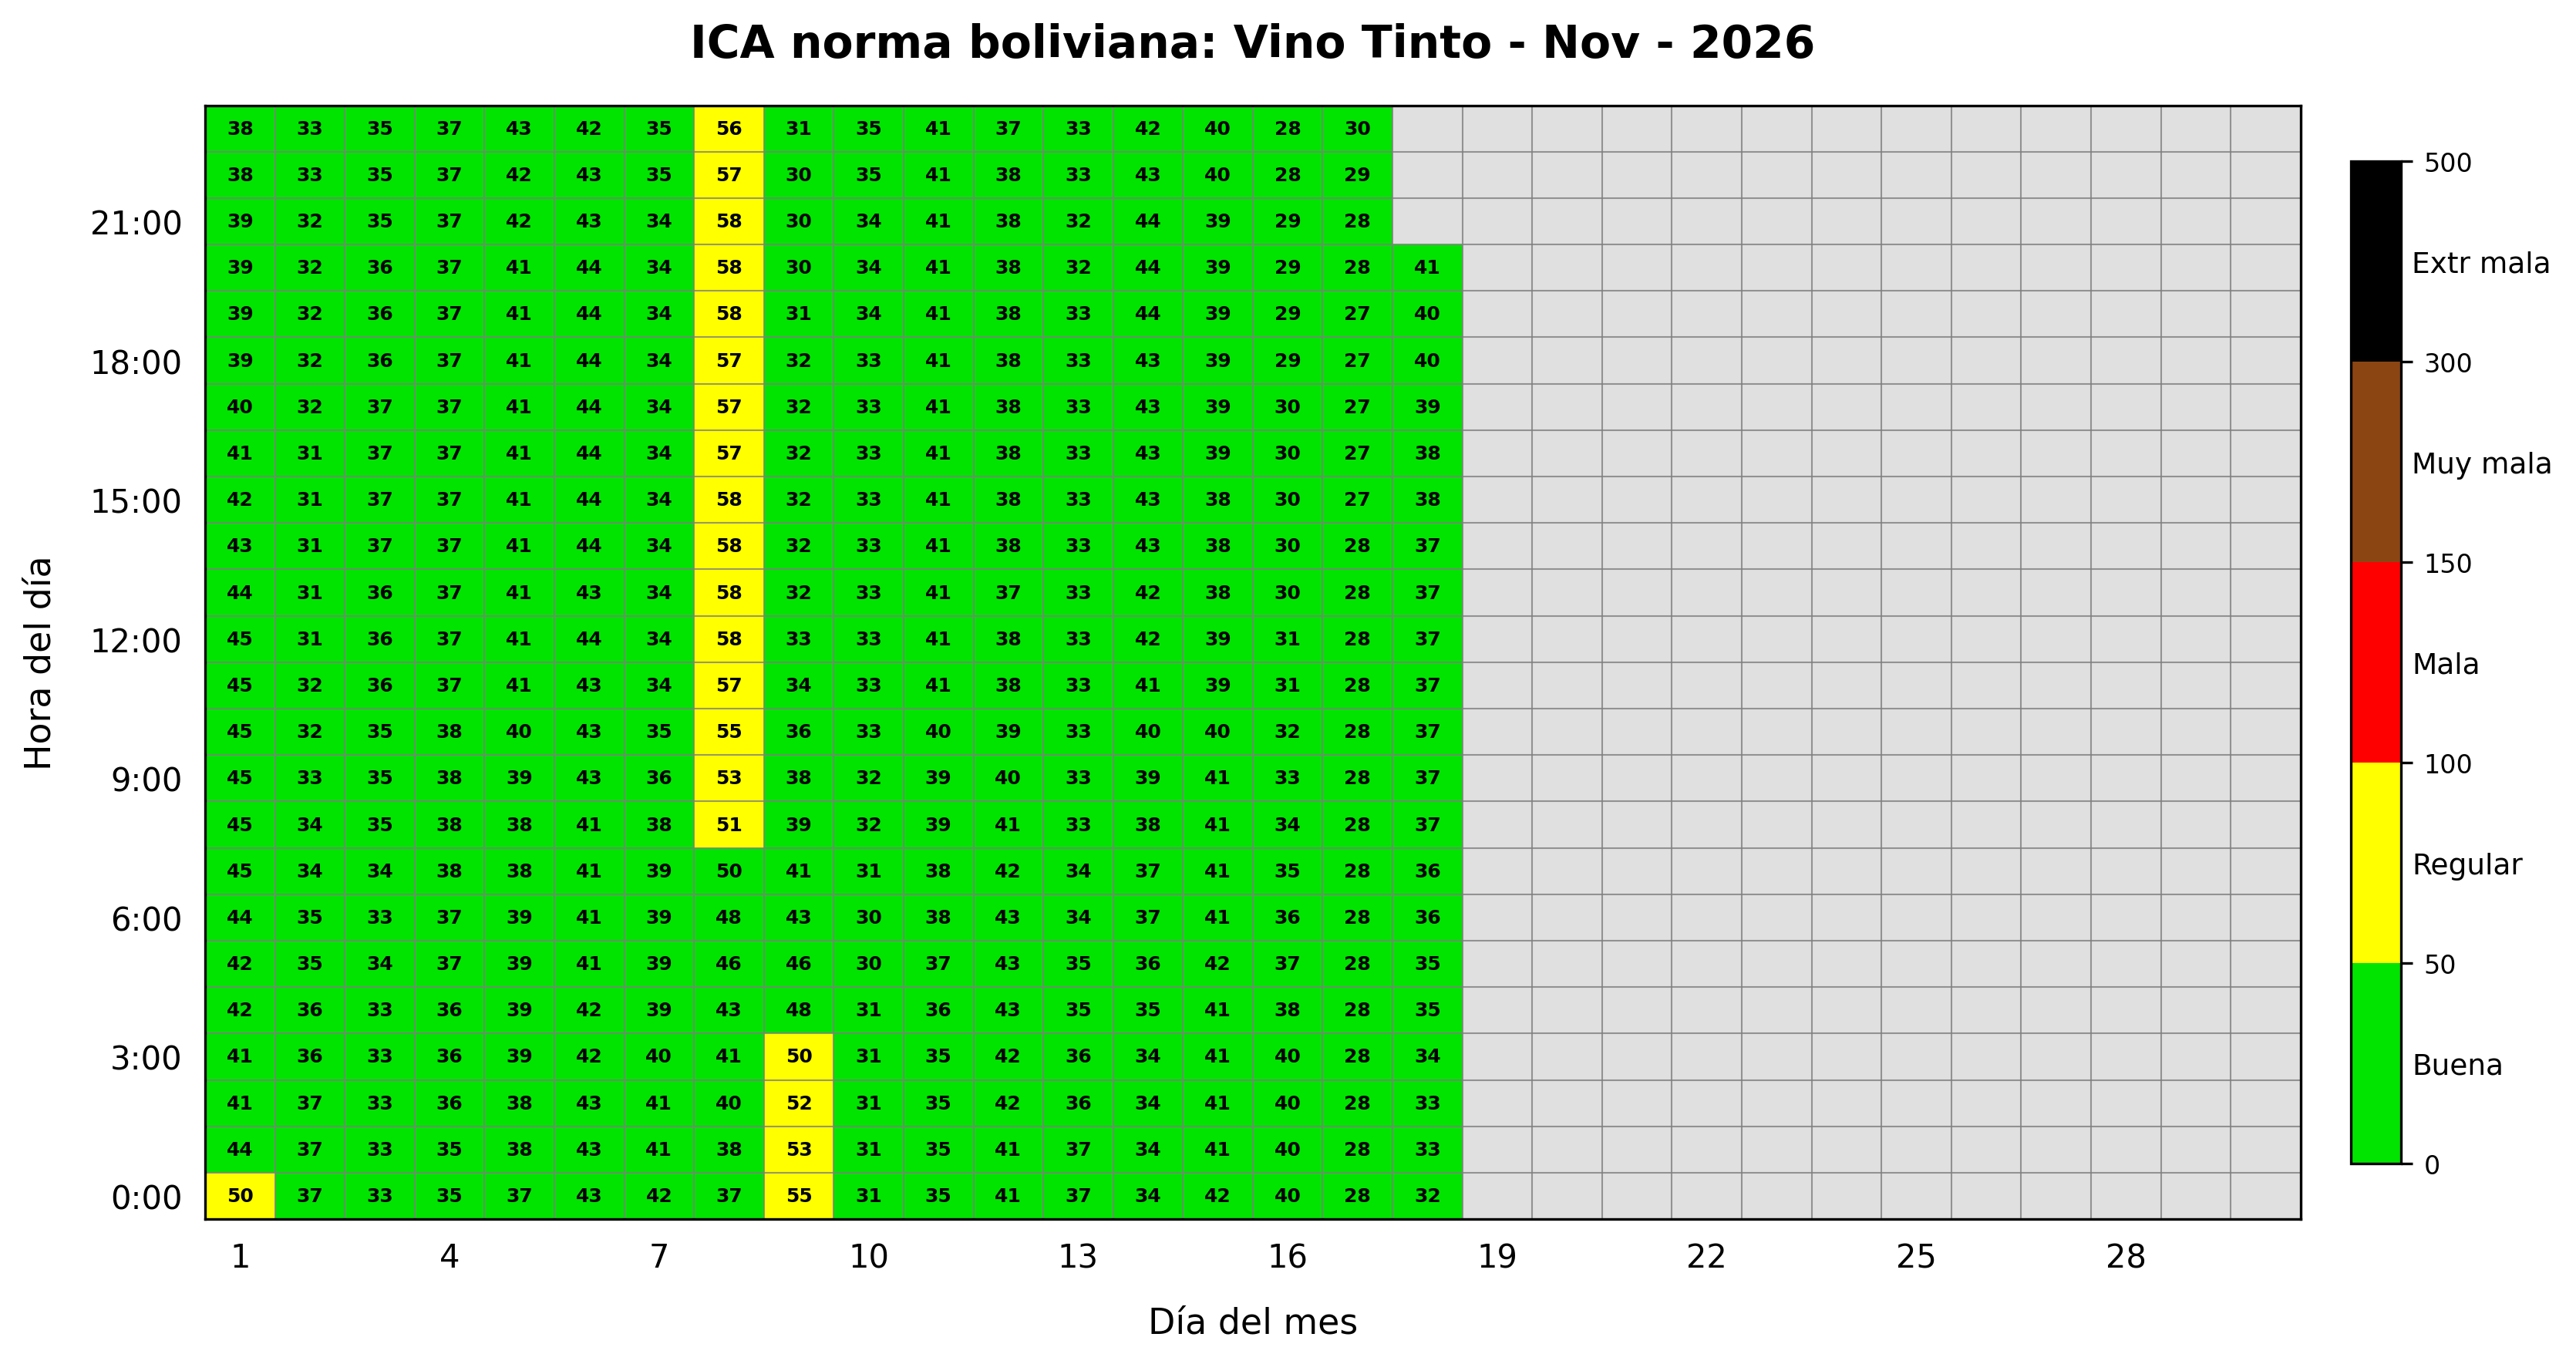 ICA norma boliviana: Vino Tinto - Nov - 2026
38 33 35 37 43 42 35 56 31 35 41 37 33 42 40 28 30
38 33 35 37 42 43 35 57 30 35 41 38 33 43 40 28 29
21:00 39 32 35 37 42 43 34 58 30 34 41 38 32 44 39 29 28
39 32 36 37 41 44 34 58 30 34 41 38 32 44 39 29 28 41
39 32 36 37 41 44 34 58 31 34 41 38 33 44 39 29 27 40
18:00 39 32 36 37 41 44 34 57 32 33 41 38 33 43 39 29 27 40
40 32 37 37 41 44 34 57 32 33 41 38 33 43 39 30 27 39
41 31 37 37 41 44 34 57 32 33 41 38 33 43 39 30 27 38
15:00 42 31 37 37 41 44 34 58 32 33 41 38 33 43 38 30 27 38
43 31 37 37 41 44 34 58 32 33 41 38 33 43 38 30 28 37
44 31 36 37 41 43 34 58 32 33 41 37 33 42 38 30 28 37
12:00 45 31 36 37 41 44 34 58 33 33 41 38 33 42 39 31 28 37
45 32 36 37 41 43 34 57 34 33 41 38 33 41 39 31 28 37
45 32 35 38 40 43 35 55 36 33 40 39 33 40 40 32 28 37
9:00 45 33 35 38 39 43 36 53 38 32 39 40 33 39 41 33 28 37
45 34 35 38 38 41 38 51 39 32 39 41 33 38 41 34 28 37
45 34 34 38 38 41 39 50 41 31 38 42 34 37 41 35 28 36
6:00 44 35 33 37 39 41 39 48 43 30 38 43 34 37 41 36 28 36
42 35 34 37 39 41 39 46 46 30 37 43 35 36 42 37 28 35
42 36 33 36 39 42 39 43 48 31 36 43 35 35 41 38 28 35
3:00 41 36 33 36 39 42 40 41 50 31 35 42 36 34 41 40 28 34
41 37 33 36 38 43 41 40 52 31 35 42 36 34 41 40 28 33
44 37 33 35 38 43 41 38 53 31 35 41 37 34 41 40 28 33
0:00 50 37 33 35 37 43 42 37 55 31 35 41 37 34 42 40 28 32
1 4 7 10 13 16 19 22 25 28
Día del mes
Hora del día
500
Extr mala
300
Muy mala
150
Mala
100
Regular
50
Buena
0